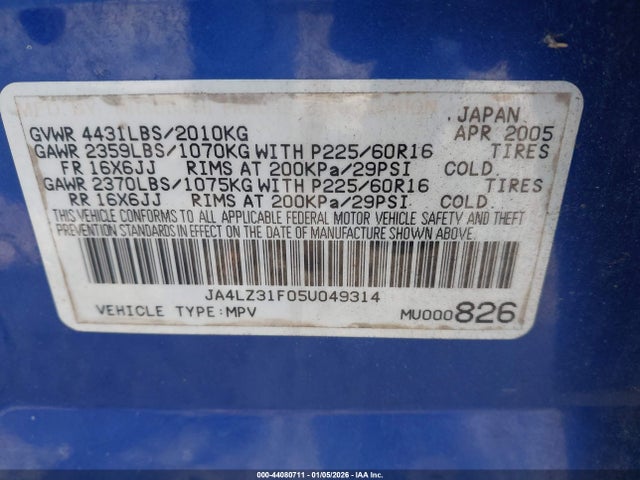 JAPAN
GVWR 4431LBS/2010KG APR 2005
GAWR 2359LBS/1070KG WITH P225/60R16 TIRES
FR 16X6JJ RIMS AT 200KPa/29PSI COLD
GAWR 2370LBS/1075KG WITH P225/60R16 TIRES
RR 16X6JJ RIMS AT 200KPa/29PSI COLD
THIS VEHICLE CONFORMS TO ALL APPLICABLE FEDERAL MOTOR VEHICLE SAFETY AND THEFT
PREVENTION STANDARDS IN EFFECT ON THE DATE OF MANUFACTURE SHOWN ABOVE.
JA4LZ31F05U049314
VEHICLE TYPE:MPV MU000826
000-44080711 - 01/05/2026 - IAA Inc.